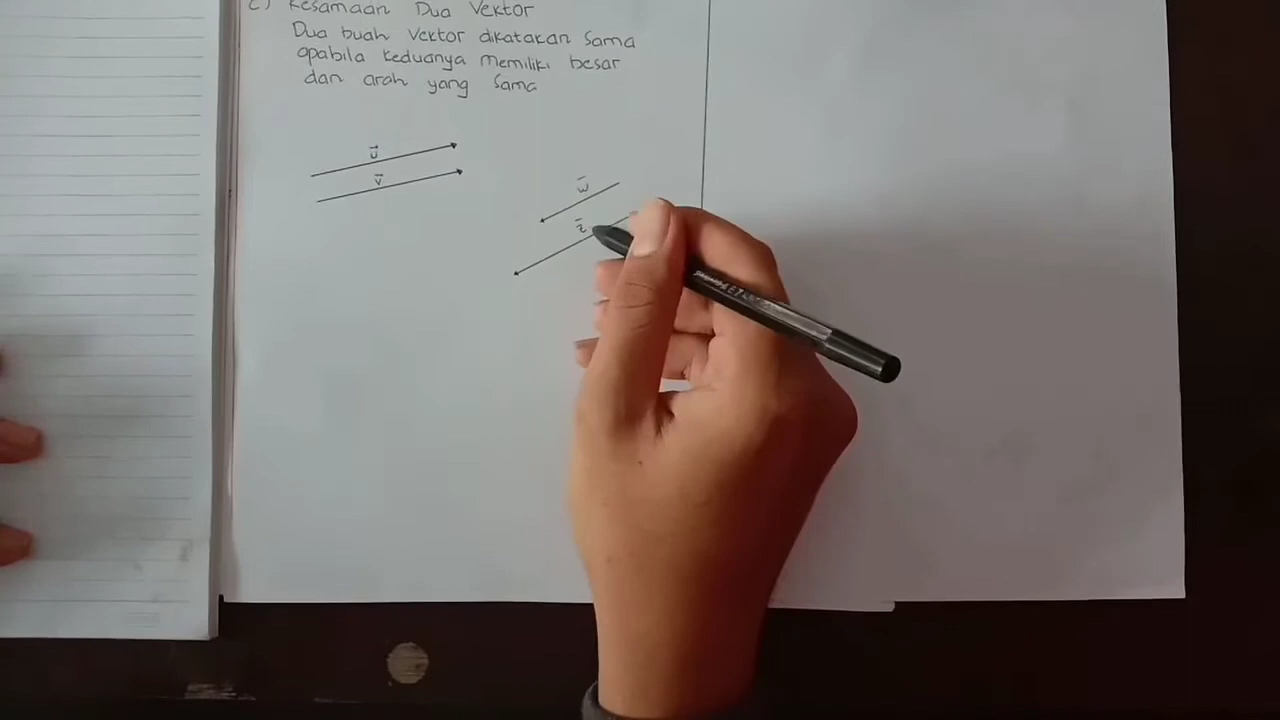 c) Kesamaan Dua Vektor
Dua buah Vektor dikatakan Sama
apabila keduanya memiliki besar
dan arah yang Sama
u
v
w
z